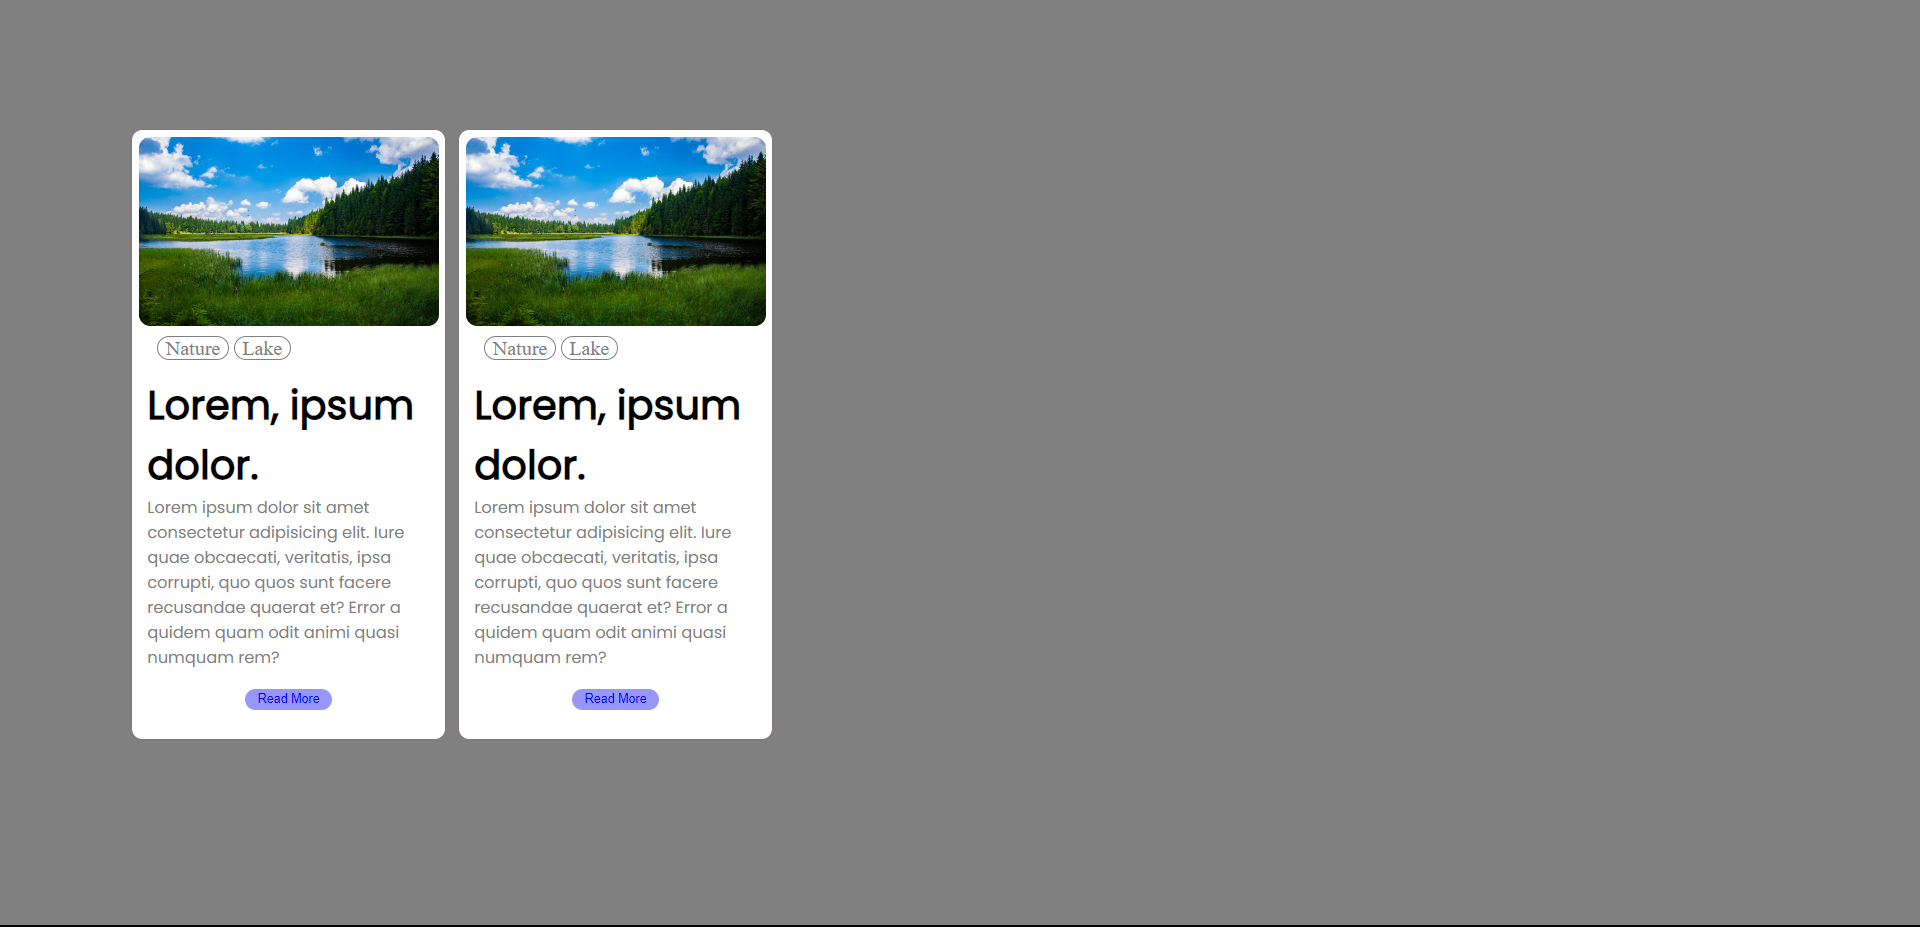 Nature Lake
Lorem, ipsum
dolor.
Lorem ipsum dolor sit amet
consectetur adipisicing elit. Iure
quae obcaecati, veritatis, ipsa
corrupti, quo quos sunt facere
recusandae quaerat et? Error a
quidem quam odit animi quasi
numquam rem?
Read More
Nature Lake
Lorem, ipsum
dolor.
Lorem ipsum dolor sit amet
consectetur adipisicing elit. Iure
quae obcaecati, veritatis, ipsa
corrupti, quo quos sunt facere
recusandae quaerat et? Error a
quidem quam odit animi quasi
numquam rem?
Read More